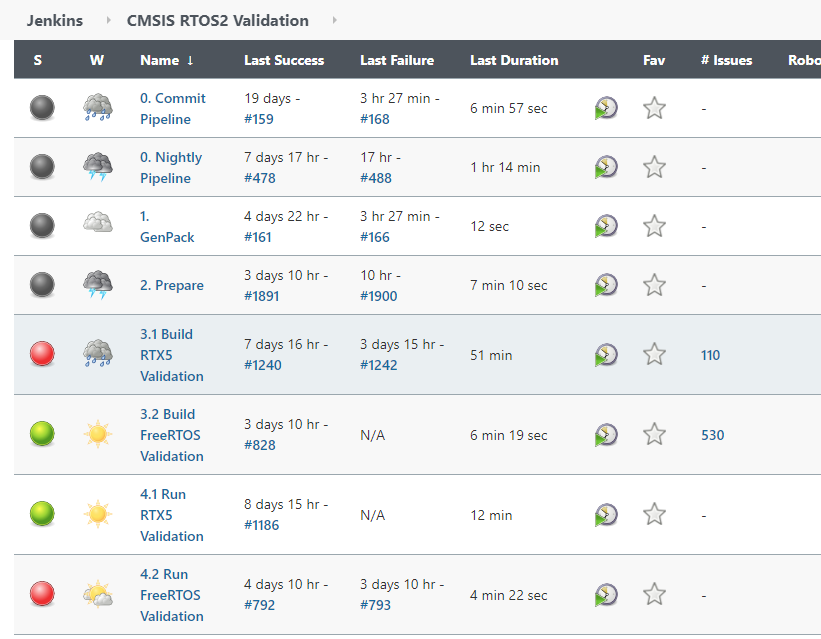 Jenkins CMSIS RTOS2 Validation
S W Name ↓ Last Success Last Failure Last Duration Fav # Issues Robo
0. Commit Pipeline 19 days - #159 3 hr 27 min - #168 6 min 57 sec -
0. Nightly Pipeline 7 days 17 hr - #478 17 hr - #488 1 hr 14 min -
1. GenPack 4 days 22 hr - #161 3 hr 27 min - #166 12 sec -
2. Prepare 3 days 10 hr - #1891 10 hr - #1900 7 min 10 sec -
3.1 Build RTX5 Validation 7 days 16 hr - #1240 3 days 15 hr - #1242 51 min 110
3.2 Build FreeRTOS Validation 3 days 10 hr - #828 N/A 6 min 19 sec 530
4.1 Run RTX5 Validation 8 days 15 hr - #1186 N/A 12 min -
4.2 Run FreeRTOS Validation 4 days 10 hr - #792 3 days 10 hr - #793 4 min 22 sec -